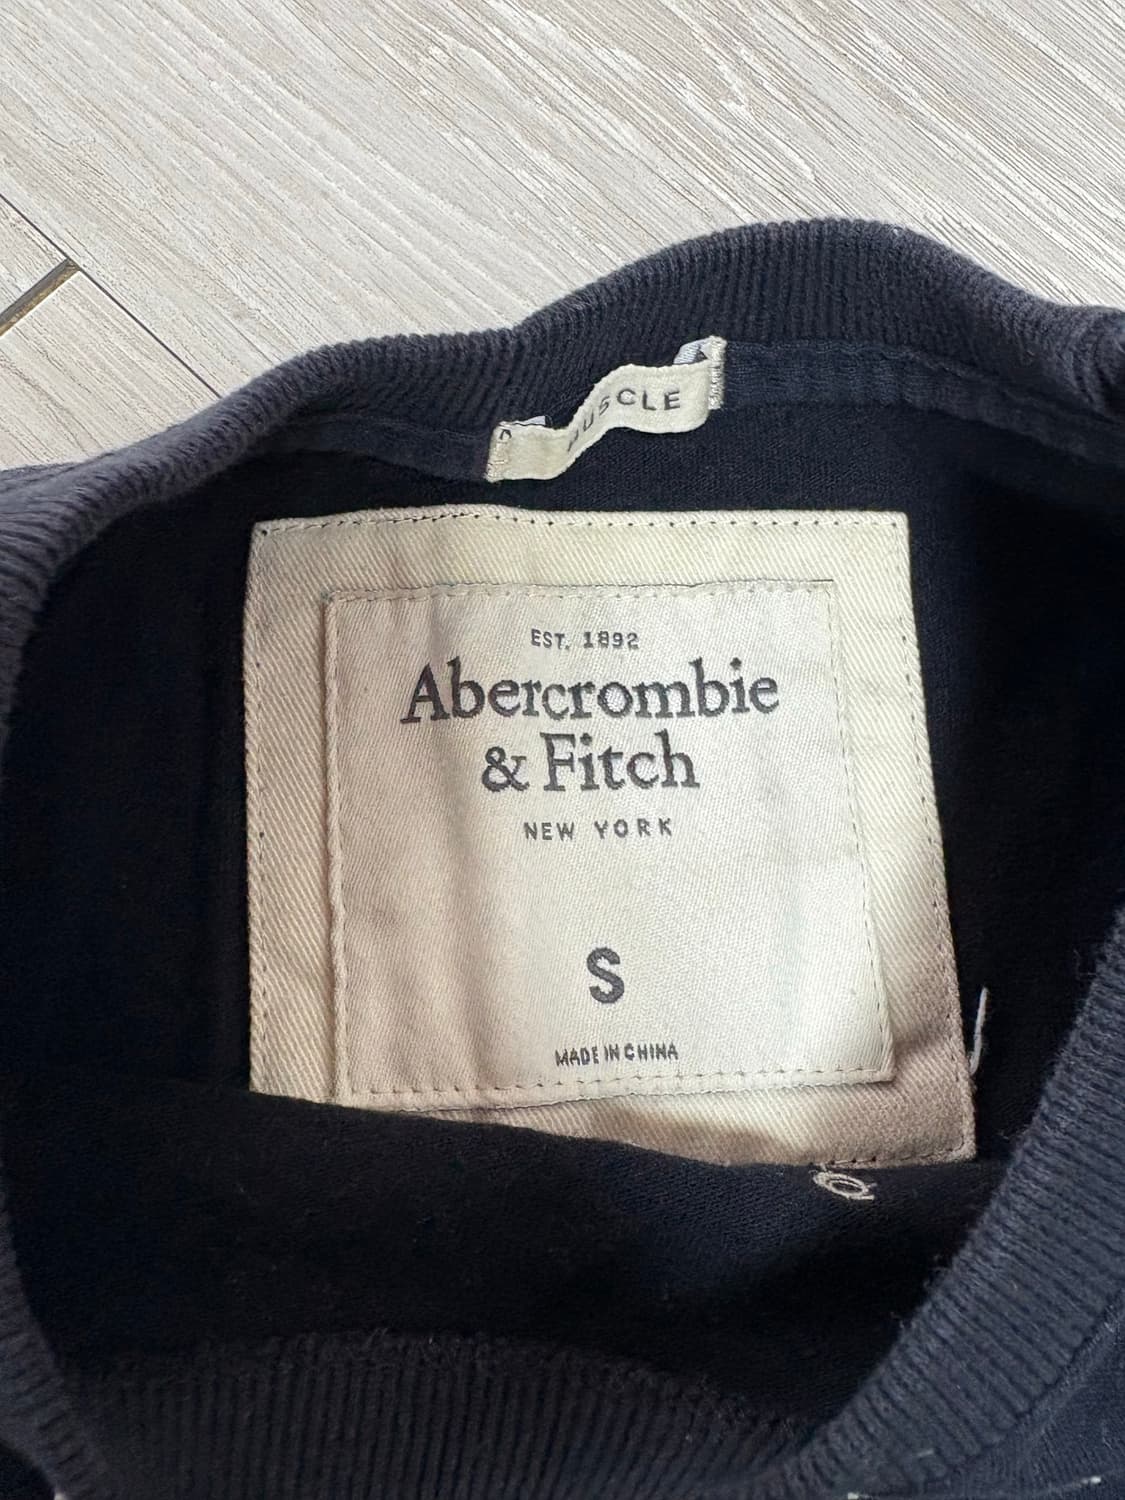 MUSCLE
EST. 1892
Abercrombie
& Fitch
NEW YORK
S
MADE IN CHINA